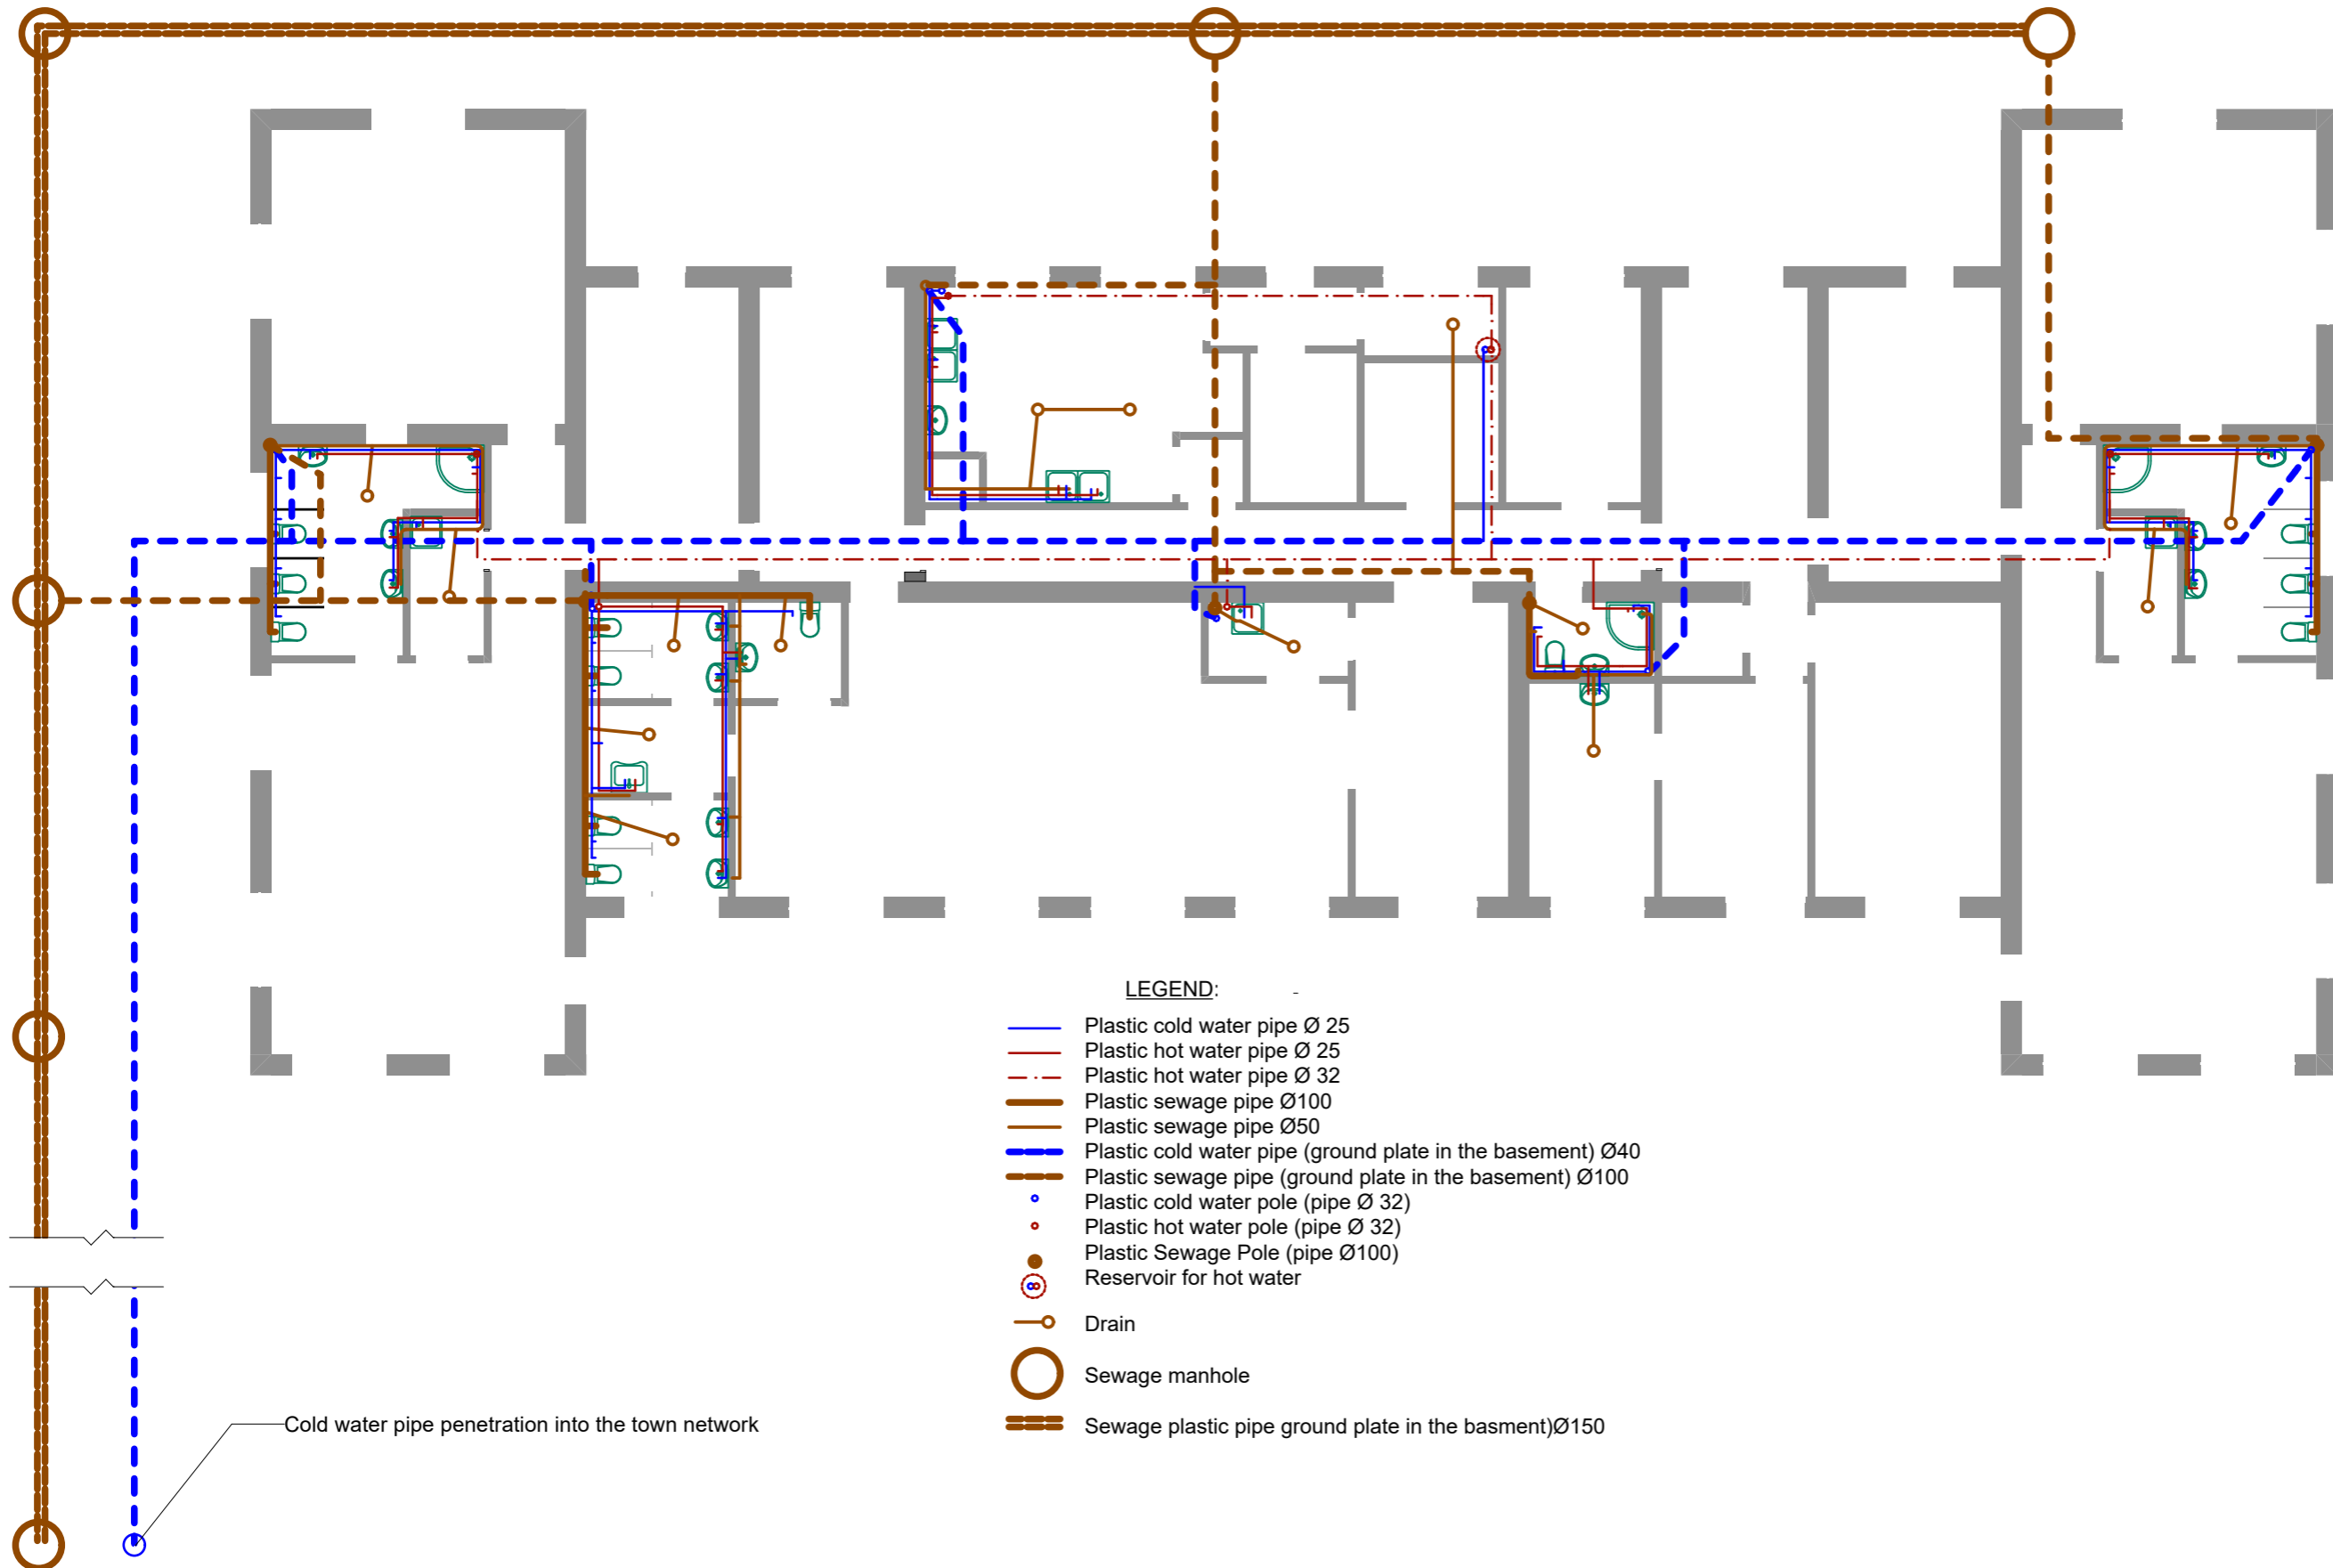 LEGEND: -
Plastic cold water pipe Ø 25
Plastic hot water pipe Ø 25
Plastic hot water pipe Ø 32
Plastic sewage pipe Ø100
Plastic sewage pipe Ø50
Plastic cold water pipe (ground plate in the basement) Ø40
Plastic sewage pipe (ground plate in the basement) Ø100
Plastic cold water pole (pipe Ø 32)
Plastic hot water pole (pipe Ø 32)
Plastic Sewage Pole (pipe Ø100)
Reservoir for hot water
Drain
Sewage manhole
Sewage plastic pipe ground plate in the basment)Ø150
Cold water pipe penetration into the town network